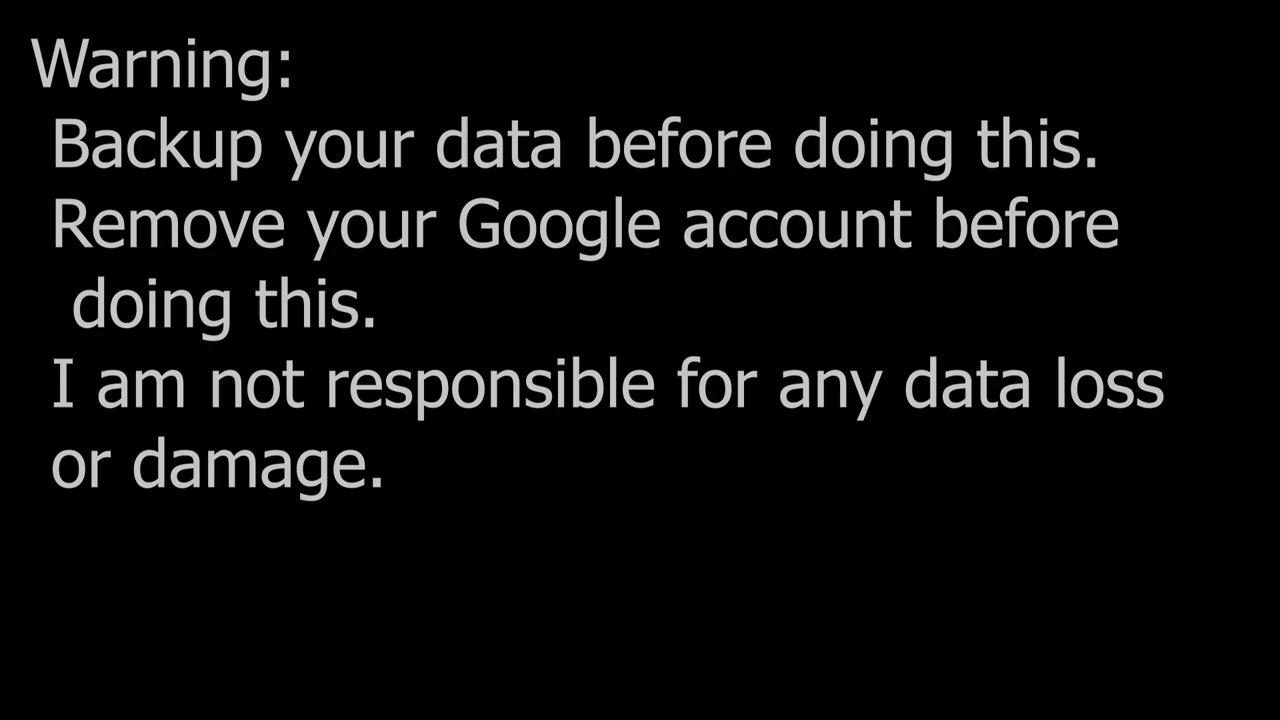 Warning:
Backup your data before doing this.
Remove your Google account before
doing this.
I am not responsible for any data loss
or damage.